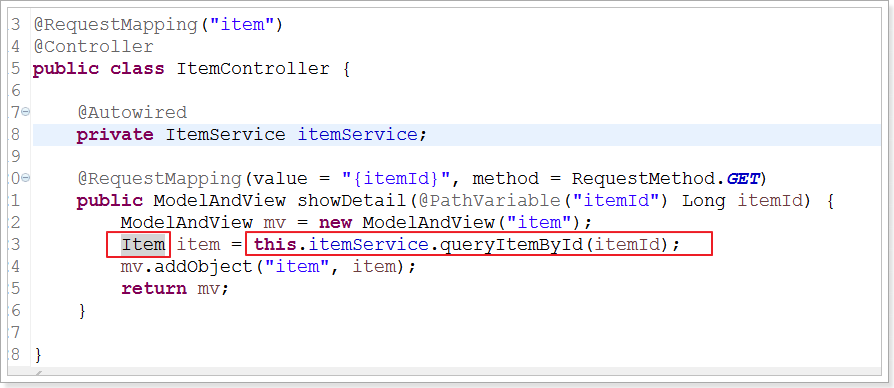 3 @RequestMapping("item")
4 @Controller
5 public class ItemController {
6
7 @Autowired
8 private ItemService itemService;
9
0 @RequestMapping(value = "{itemId}", method = RequestMethod.GET)
1 public ModelAndView showDetail(@PathVariable("itemId") Long itemId) {
2 ModelAndView mv = new ModelAndView("item");
3 Item item = this.itemService.queryItemById(itemId);
4 mv.addObject("item", item);
5 return mv;
6 }
7
8 }